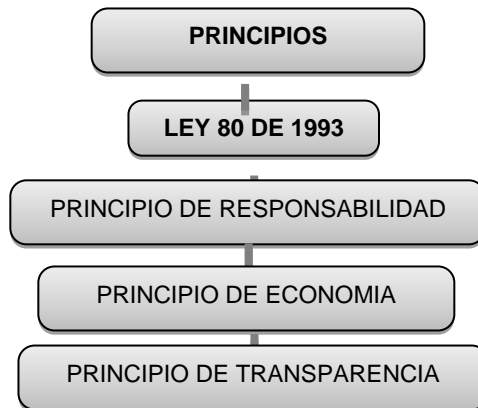 PRINCIPIOS
LEY 80 DE 1993
PRINCIPIO DE RESPONSABILIDAD
PRINCIPIO DE ECONOMIA
PRINCIPIO DE TRANSPARENCIA